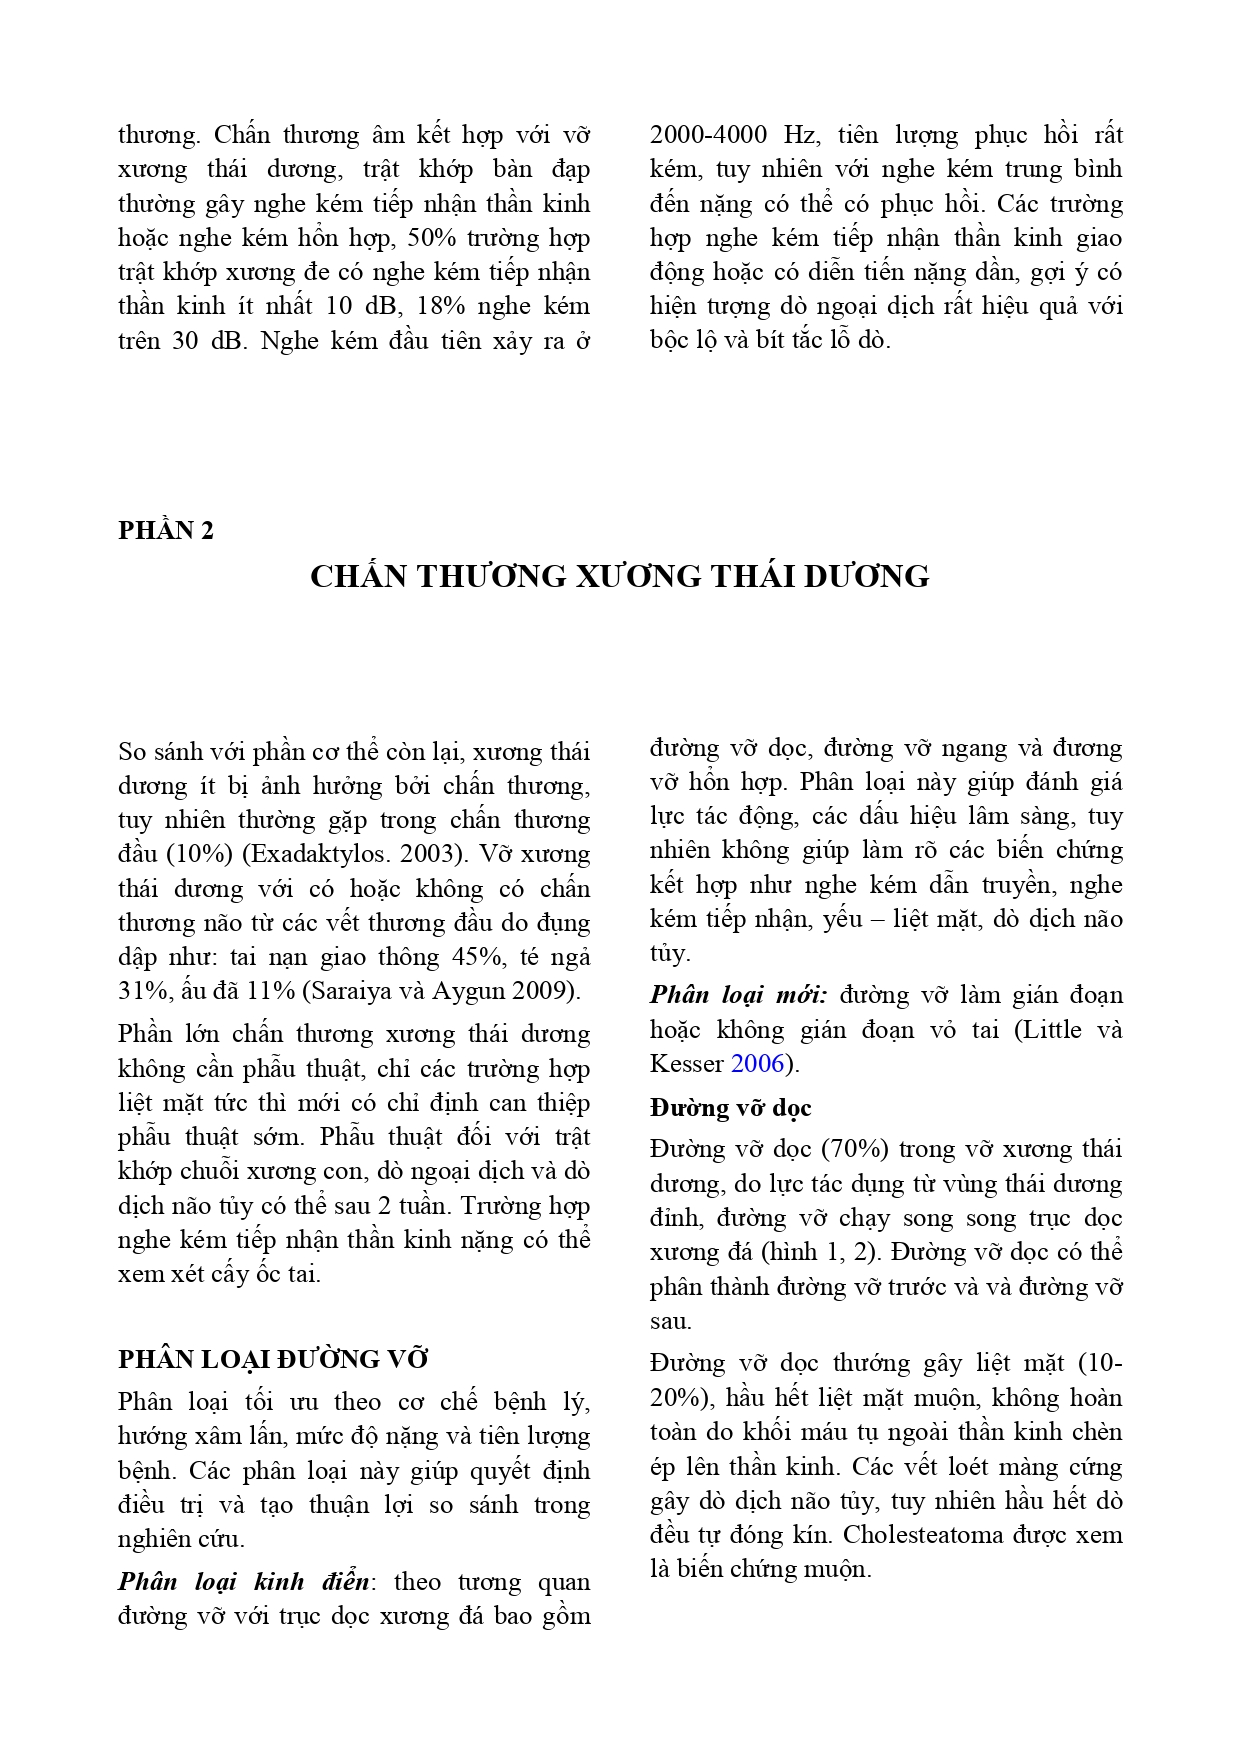 thương. Chấn thương âm kết hợp với vỡ
xương thái dương, trật khớp bàn đạp
thường gây nghe kém tiếp nhận thần kinh
hoặc nghe kém hổn hợp, 50% trường hợp
trật khớp xương đe có nghe kém tiếp nhận
thần kinh ít nhất 10 dB, 18% nghe kém
trên 30 dB. Nghe kém đầu tiên xảy ra ở
2000-4000 Hz, tiên lượng phục hồi rất
kém, tuy nhiên với nghe kém trung bình
đến nặng có thể có phục hồi. Các trường
hợp nghe kém tiếp nhận thần kinh giao
động hoặc có diễn tiến nặng dần, gợi ý có
hiện tượng dò ngoại dịch rất hiệu quả với
bộc lộ và bít tắc lỗ dò.
PHẦN 2
CHẤN THƯƠNG XƯƠNG THÁI DƯƠNG
So sánh với phần cơ thể còn lại, xương thái
dương ít bị ảnh hưởng bởi chấn thương,
tuy nhiên thường gặp trong chấn thương
đầu (10%) (Exadaktylos. 2003). Vỡ xương
thái dương với có hoặc không có chấn
thương não từ các vết thương đầu do đụng
dập như: tai nạn giao thông 45%, té ngả
31%, ấu đã 11% (Saraiya và Aygun 2009).
Phần lớn chấn thương xương thái dương
không cần phẫu thuật, chỉ các trường hợp
liệt mặt tức thì mới có chỉ định can thiệp
phẫu thuật sớm. Phẫu thuật đối với trật
khớp chuỗi xương con, dò ngoại dịch và dò
dịch não tủy có thể sau 2 tuần. Trường hợp
nghe kém tiếp nhận thần kinh nặng có thể
xem xét cấy ốc tai.
PHÂN LOẠI ĐƯỜNG VỠ
Phân loại tối ưu theo cơ chế bệnh lý,
hướng xâm lấn, mức độ nặng và tiên lượng
bệnh. Các phân loại này giúp quyết định
điều trị và tạo thuận lợi so sánh trong
nghiên cứu.
Phân loại kinh điển: theo tương quan
đường vỡ với trục dọc xương đá bao gồm
đường vỡ dọc, đường vỡ ngang và đương
vỡ hổn hợp. Phân loại này giúp đánh giá
lực tác động, các dấu hiệu lâm sàng, tuy
nhiên không giúp làm rõ các biến chứng
kết hợp như nghe kém dẫn truyền, nghe
kém tiếp nhận, yếu – liệt mặt, dò dịch não
tủy.
Phân loại mới: đường vỡ làm gián đoạn
hoặc không gián đoạn vỏ tai (Little và
Kesser 2006).
Đường vỡ dọc
Đường vỡ dọc (70%) trong vỡ xương thái
dương, do lực tác dụng từ vùng thái dương
đỉnh, đường vỡ chạy song song trục dọc
xương đá (hình 1, 2). Đường vỡ dọc có thể
phân thành đường vỡ trước và và đường vỡ
sau.
Đường vỡ dọc thướng gây liệt mặt (10-
20%), hầu hết liệt mặt muộn, không hoàn
toàn do khối máu tụ ngoài thần kinh chèn
ép lên thần kinh. Các vết loét màng cứng
gây dò dịch não tủy, tuy nhiên hầu hết dò
đều tự đóng kín. Cholesteatoma được xem
là biến chứng muộn.